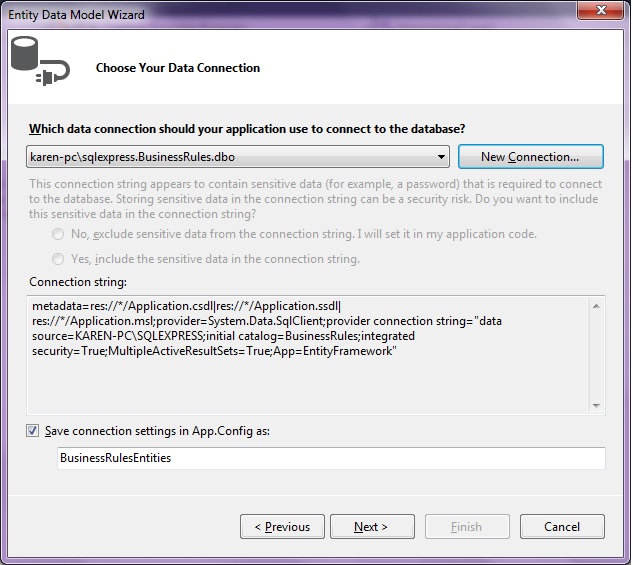 Entity Data Model Wizard
Choose Your Data Connection
Which data connection should your application use to connect to the database?
karen-pc\sqlexpress.BusinessRules.dbo
New Connection...
This connection string appears to contain sensitive data (for example, a password) that is required to connect
to the database. Storing sensitive data in the connection string can be a security risk. Do you want to include
this sensitive data in the connection string?
No, exclude sensitive data from the connection string. I will set it in my application code.
Yes, include the sensitive data in the connection string.
Connection string:
metadata=res://*/Application.csdl|res://*/Application.ssdl|
res://*/Application.msl;provider=System.Data.SqlClient;provider connection string="data
source=KAREN-PC\SQLEXPRESS;initial catalog=BusinessRules;integrated
security=True;MultipleActiveResultSets=True;App=EntityFramework"
Save connection settings in App.Config as:
BusinessRulesEntities
< Previous
Next >
Finish
Cancel